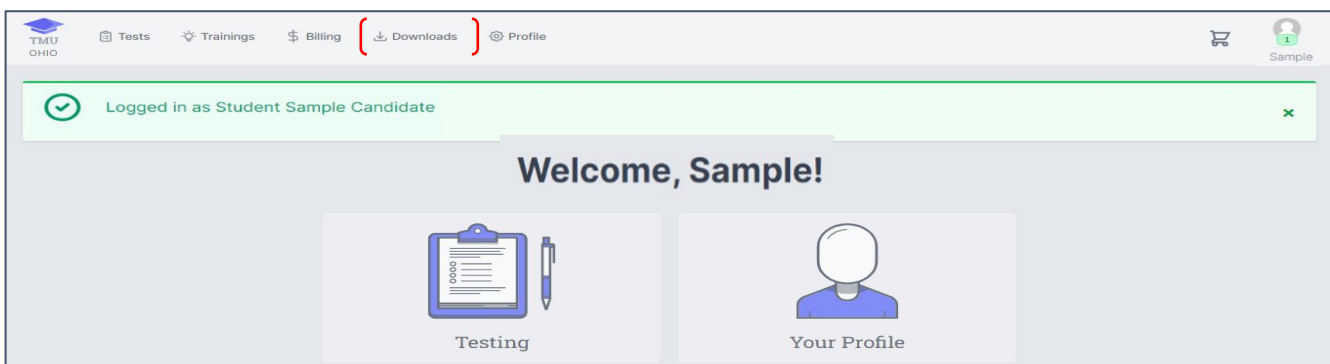 TMU
OHIO
Tests
Trainings
Billing
Downloads
Profile
1
Sample
Logged in as Student Sample Candidate
Welcome, Sample!
Testing
Your Profile